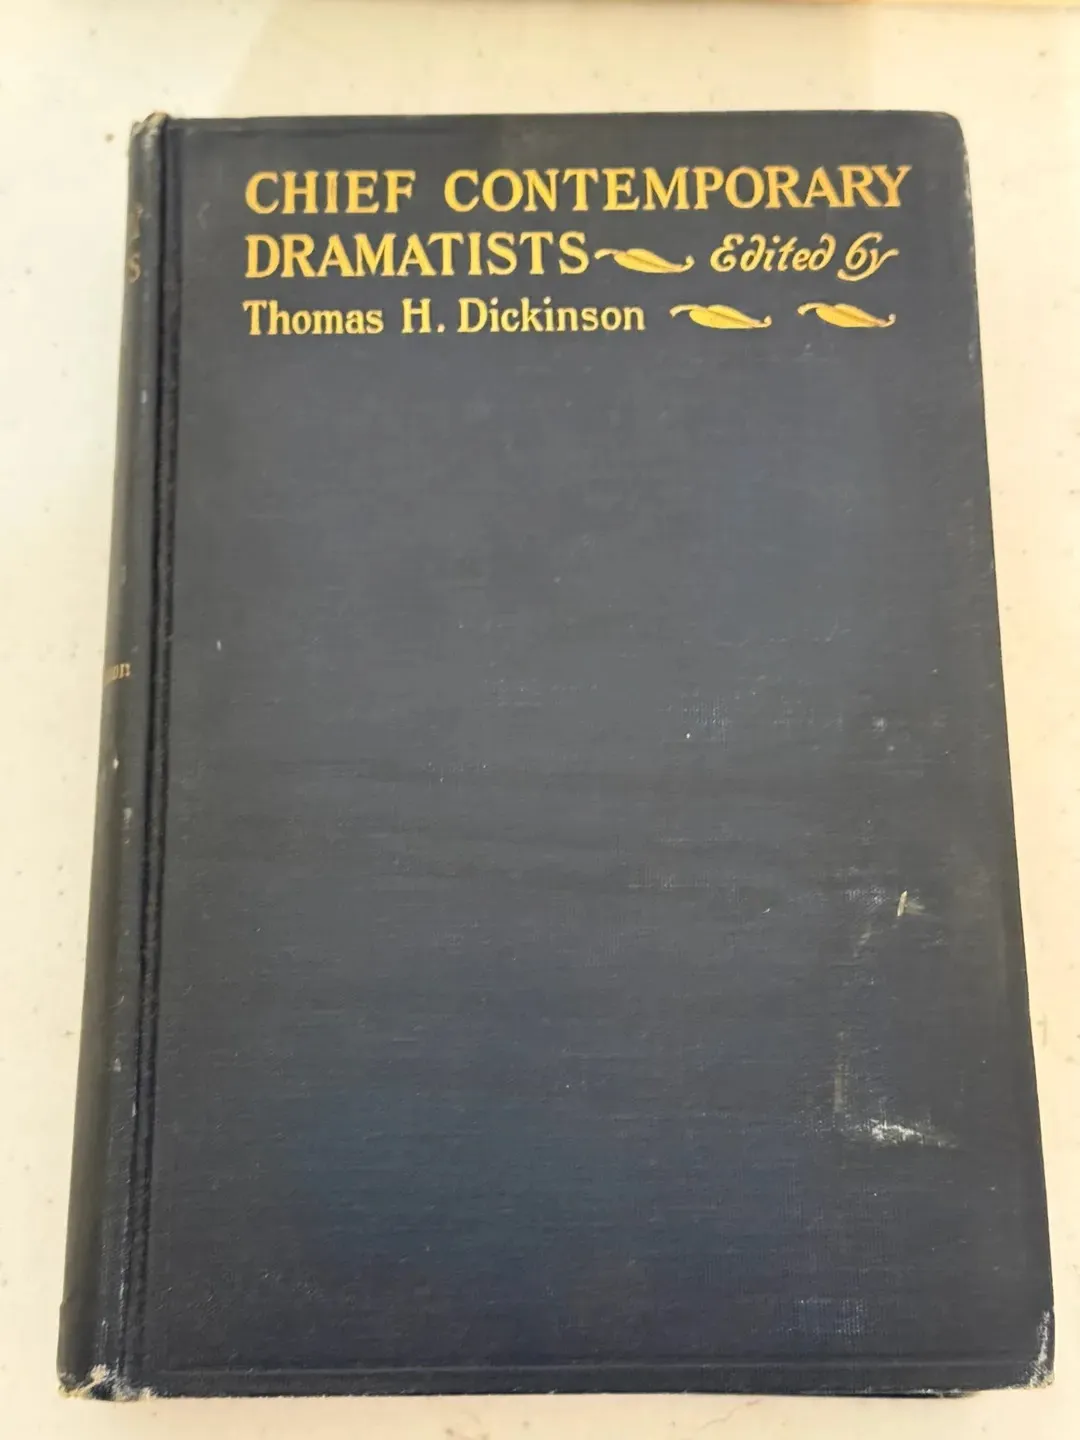 CHIEF CONTEMPORARY
DRAMATISTS Edited by
Thomas H. Dickinson